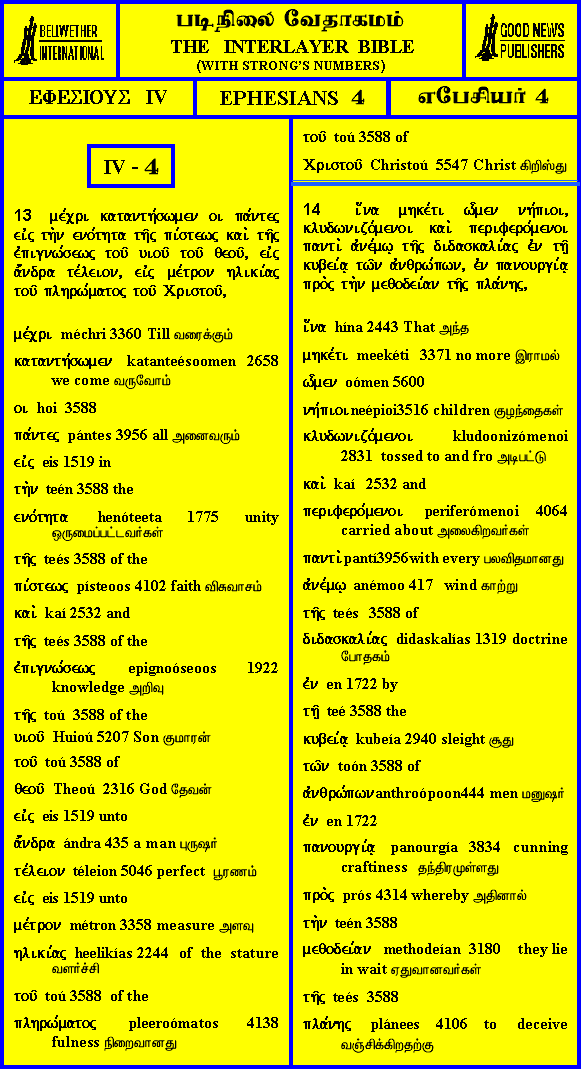 BELLWETHER
INTERNATIONAL
படிநிலை வேதாகமம்
THE INTERLAYER BIBLE
(WITH STRONG'S NUMBERS)
GOOD NEWS
PUBLISHERS
ΕΦΕΣΙΟΥΣ IV
EPHESIANS 4
எபேசியர் 4
IV - 4
13 μέχρι καταντήσωμεν οι πάντες
εἰς τὴν ενότητα τῆς πίστεως καὶ τῆς
ἐπιγνώσεως τοῦ υιοῦ τοῦ θεοῦ, εἰς
ἄνδρα τέλειον, εἰς μέτρον ηλικίας
τοῦ πληρώματος τοῦ Χριστοῦ,
μέχρι méchri 3360 Till வரைக்கும்
καταντήσωμεν katanteésoomen 2658
we come வருவோம்
οι hoi 3588
πάντες pántes 3956 all அனைவரும்
εἰς eis 1519 in
τὴν teén 3588 the
ενότητα henóteeta 1775 unity
ஒருமைப்பட்டவர்கள்
τῆς teés 3588 of the
πίστεως písteoos 4102 faith விசுவாசம்
καὶ kaí 2532 and
τῆς teés 3588 of the
ἐπιγνώσεως epignoóseoos 1922
knowledge அறிவு
τῆς toú 3588 of the
υιοῦ Huioú 5207 Son குமாரன்
τοῦ toú 3588 of
θεοῦ Theoú 2316 God தேவன்
εἰς eis 1519 unto
ἄνδρα ándra 435 a man புருஷர்
τέλειον téleion 5046 perfect பூரணம்
εἰς eis 1519 unto
μέτρον métron 3358 measure அளவு
ηλικίας heelikías 2244 of the stature
வளர்ச்சி
τοῦ toú 3588 of the
πληρώματος pleeroómatos 4138
fulness நிறைவானது
τοῦ toú 3588 of
Χριστοῦ Christoú 5547 Christ கிறிஸ்து
14 ἵνα μηκέτι ὦμεν νήπιοι,
κλυδωνιζόμενοι καὶ περιφερόμενοι
παντὶ ἀνέμῳ τῆς διδασκαλίας ἐν τῇ
κυβείᾳ τῶν ἀνθρώπων, ἐν πανουργίᾳ
πρὸς τὴν μεθοδείαν τῆς πλάνης,
ἵνα hína 2443 That அந்த
μηκέτι meekéti 3371 no more இராமல்
ὦμεν oómen 5600
νήπιοι neépioi3516 children குழந்தைகள்
κλυδωνιζόμενοι kludoonizómenoi
2831 tossed to and fro அடிபட்டு
καὶ kaí 2532 and
περιφερόμενοι periferómenoi 4064
carried about அலைகிறவர்கள்
παντὶ pantí3956with every பலவிதமானது
ἀνέμῳ anémoo 417 wind காற்று
τῆς teés 3588 of
διδασκαλίας didaskalías 1319 doctrine
போதகம்
ἐν en 1722 by
τῇ teé 3588 the
κυβείᾳ kubeía 2940 sleight சூது
τῶν toón 3588 of
ἀνθρώπων anthroópoon444 men மனுஷர்
ἐν en 1722
πανουργίᾳ panourgía 3834 cunning
craftiness தந்திரமுள்ளது
πρὸς prós 4314 whereby அதினால்
τὴν teén 3588
μεθοδείαν methodeían 3180 they lie
in wait ஏதுவானவர்கள்
τῆς teés 3588
πλάνης plánees 4106 to deceive
வஞ்சிக்கிறதற்கு